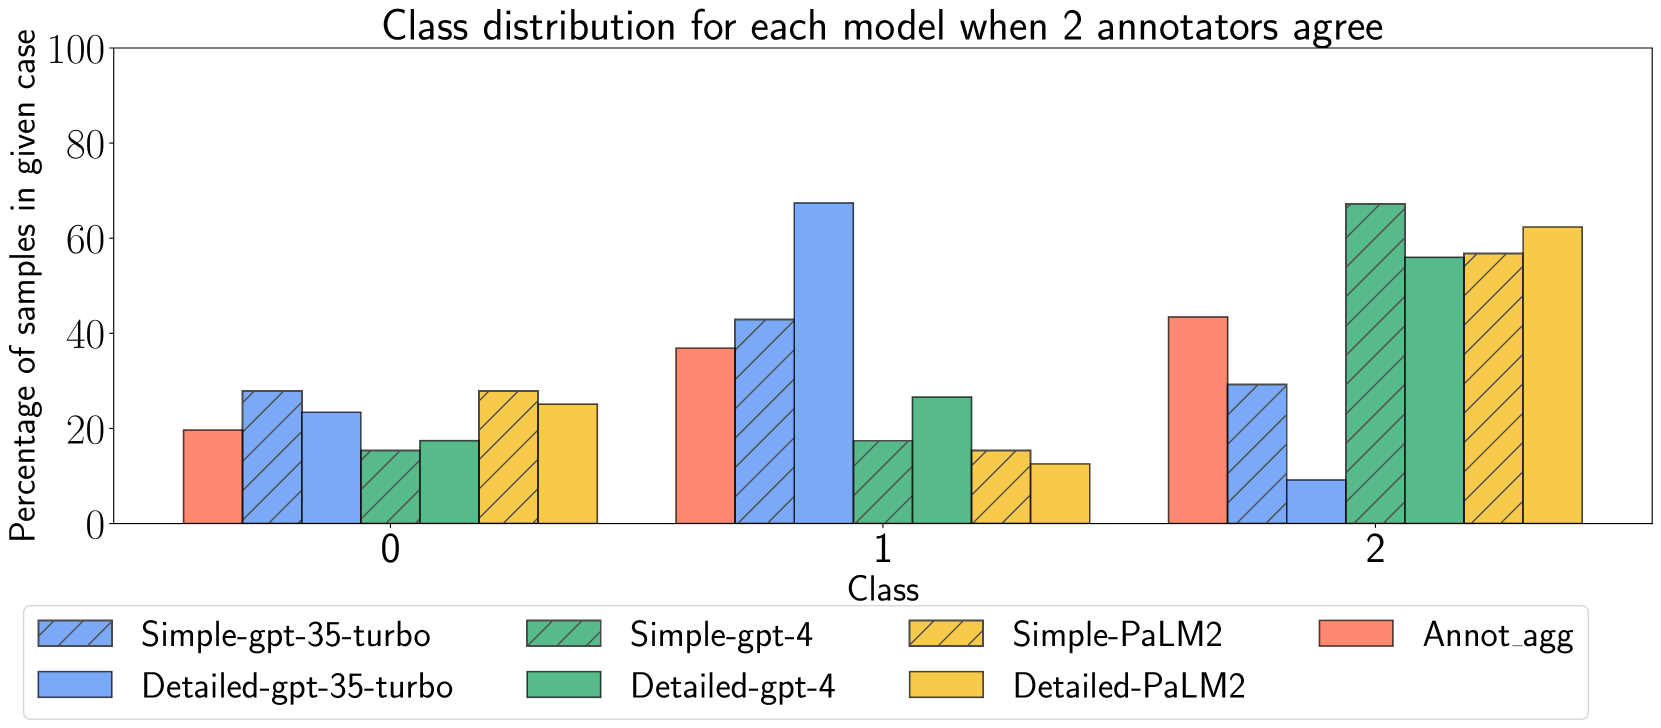 Class distribution for each model when 2 annotators agree
Percentage of samples in given case
100
80
60
40
20
0
0 1 2
Class
Simple-gpt-35-turbo Simple-gpt-4 Simple-PaLM2 Annot_agg
Detailed-gpt-35-turbo Detailed-gpt-4 Detailed-PaLM2